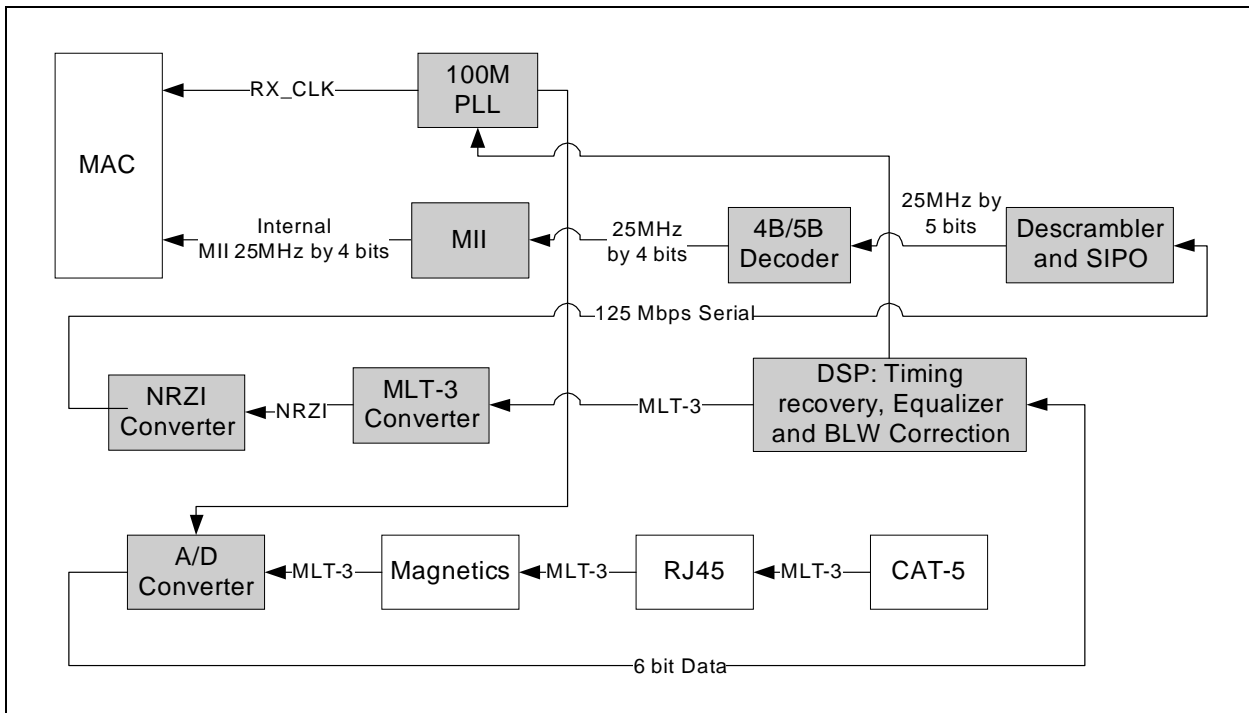 100M
PLL
RX_CLK
MAC
Internal
MII 25MHz by 4 bits
MII
25MHz
by 4 bits
4B/5B
Decoder
25MHz by
5 bits
Descrambler
and SIPO
125 Mbps Serial
NRZI
Converter
NRZI
MLT-3
Converter
MLT-3
DSP: Timing
recovery, Equalizer
and BLW Correction
A/D
Converter
MLT-3
Magnetics
MLT-3
RJ45
MLT-3
CAT-5
6 bit Data